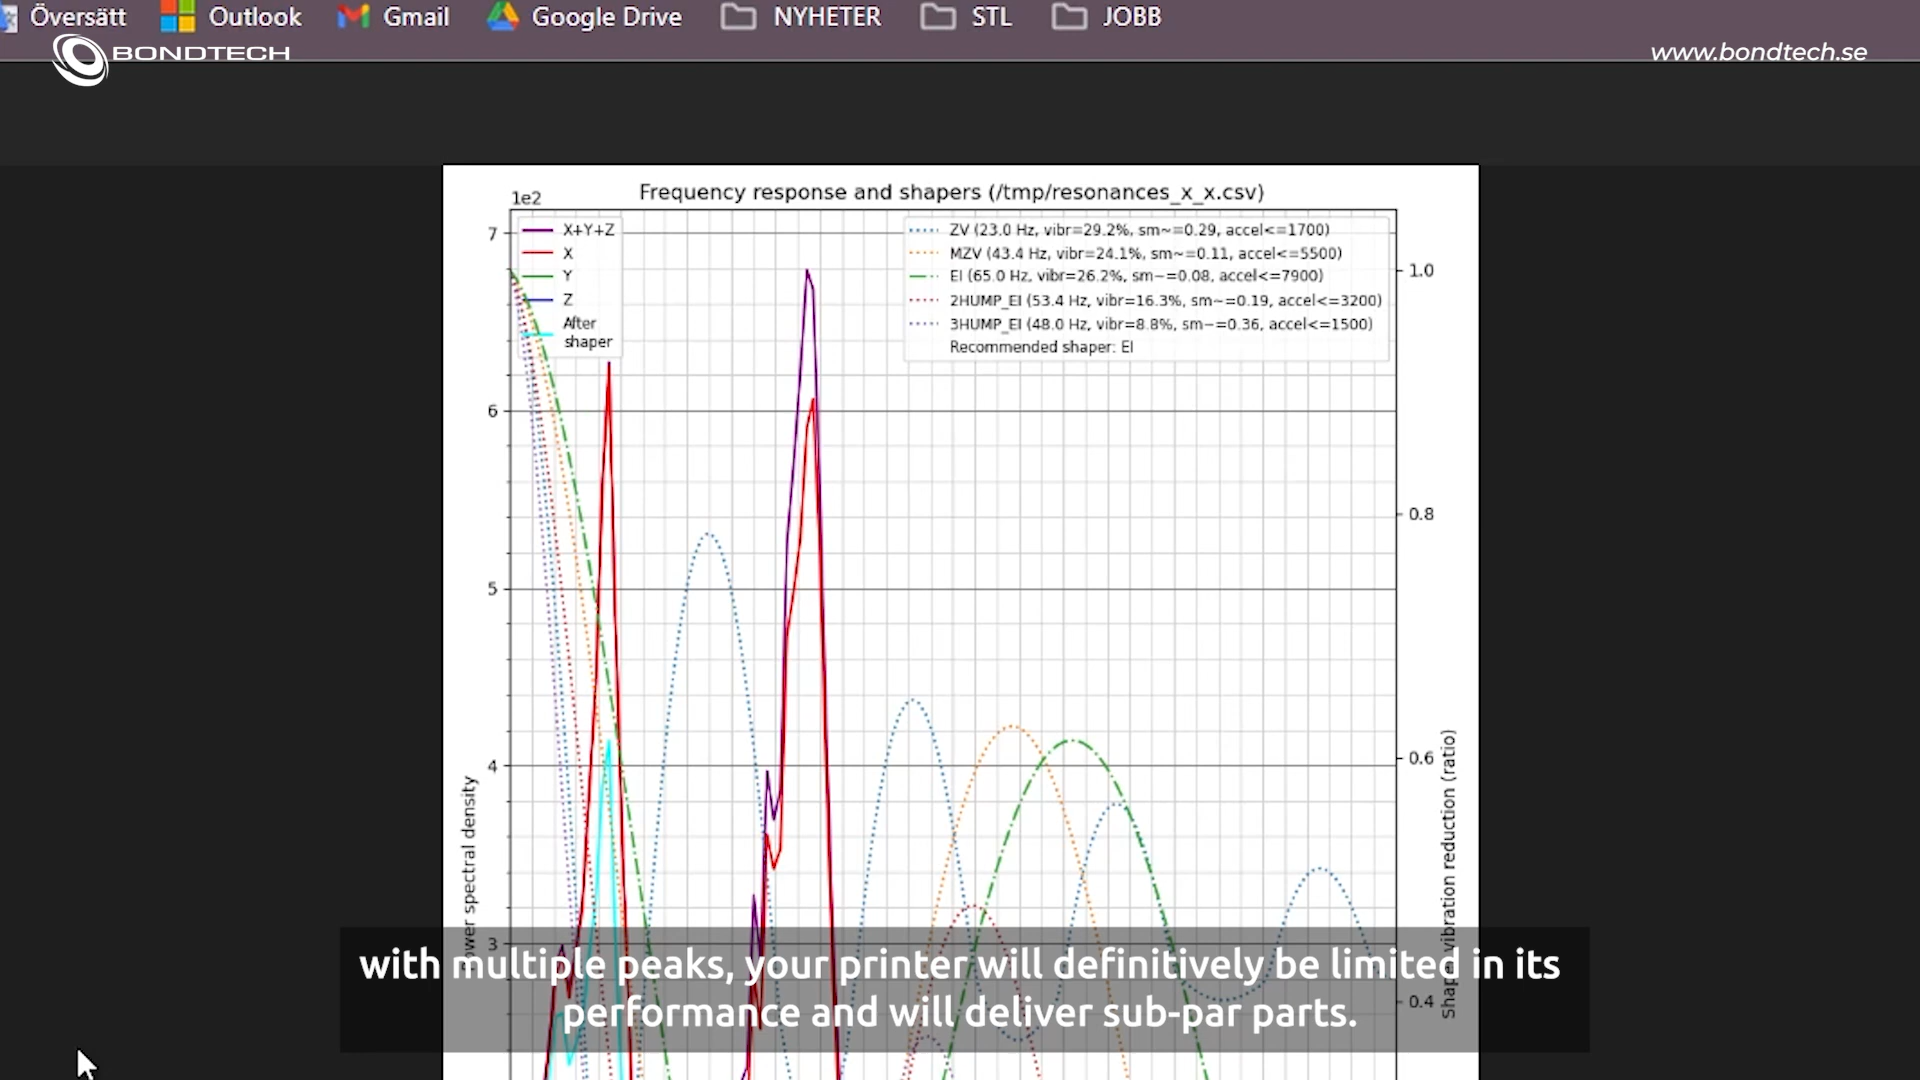 Översätt Outlook Gmail Google Drive NYHETER STL JOBB
BONDTECH
www.bondtech.se
Frequency response and shapers (/tmp/resonances_x_x.csv)
1e2
X+Y+Z
X
Y
Z
After
shaper
ZV (23.0 Hz, vibr=29.2%, sm~=0.29, accel<=1700)
MZV (43.4 Hz, vibr=24.1%, sm~=0.11, accel<=5500)
EI (65.0 Hz, vibr=26.2%, sm~=0.08, accel<=7900)
2HUMP_EI (53.4 Hz, vibr=16.3%, sm~=0.19, accel<=3200)
3HUMP_EI (48.0 Hz, vibr=8.8%, sm~=0.36, accel<=1500)
Recommended shaper: EI
7
6
5
4
3
1.0
0.8
0.6
0.4
Power spectral density
Shaper vibration reduction (ratio)
with multiple peaks, your printer will definitively be limited in its
performance and will deliver sub-par parts.